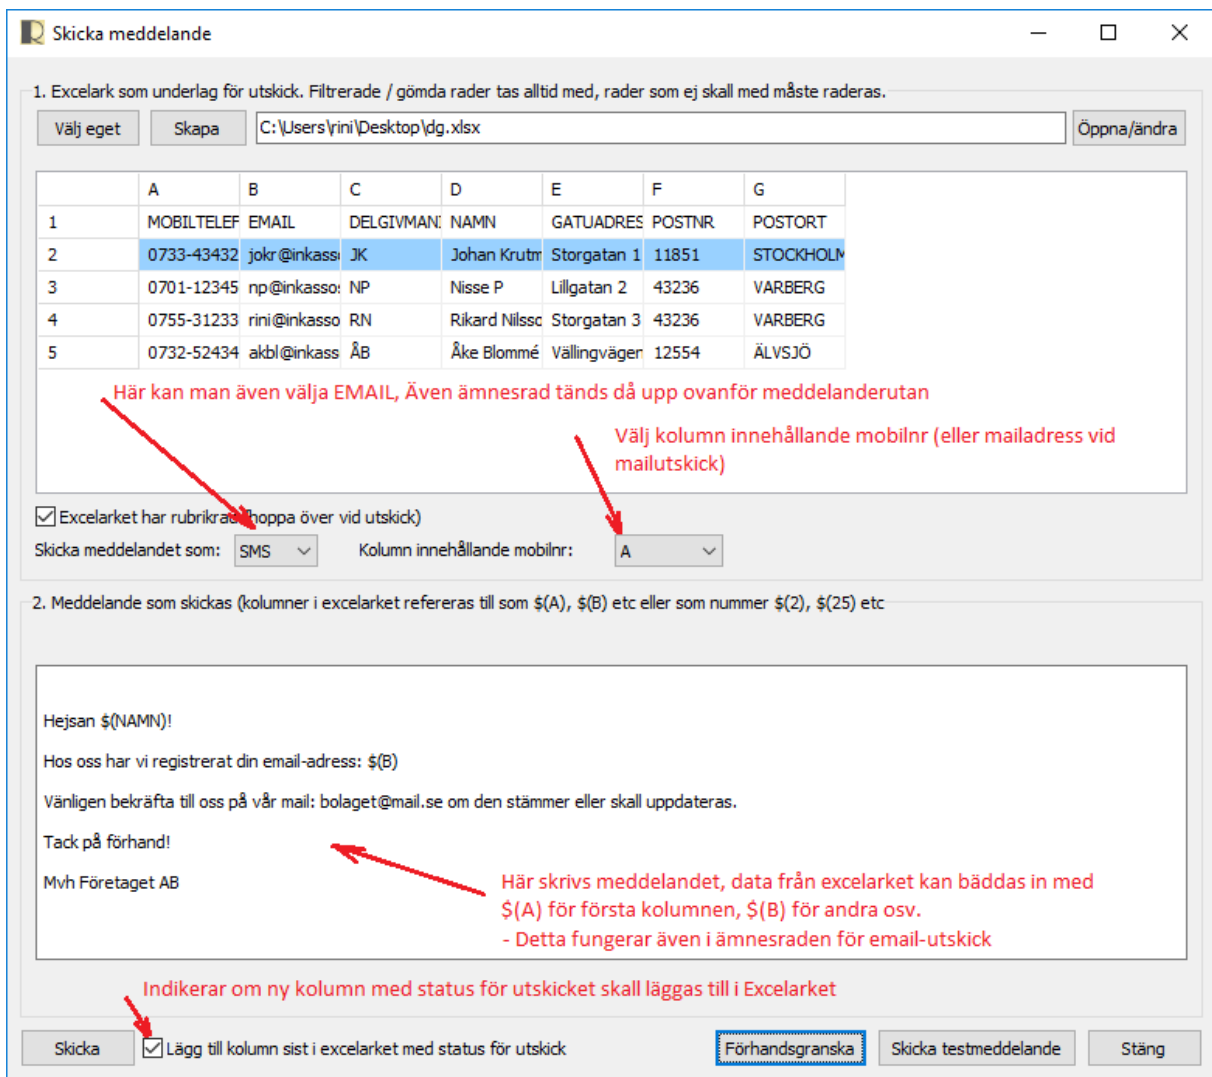 Skicka meddelande
1. Excelark som underlag för utskick. Filtrerade / gömda rader tas alltid med, rader som ej skall med måste raderas.
Välj eget Skapa C:\Users\rini\Desktop\dg.xlsx Öppna/ändra
A B C D E F G
1 MOBILTELEF EMAIL DELGIVMAN NAMN GATUADRES POSTNR POSTORT
2 0733-43432 jokr@inkass JK Johan Krutm Storgatan 1 11851 STOCKHOLM
3 0701-12345 np@inkasso NP Nisse P Lillgatan 2 43236 VARBERG
4 0755-31233 rini@inkasso RN Rikard Nilsso Storgatan 3 43236 VARBERG
5 0732-52434 akbl@inkass ÅB Åke Blommé Vällingvägen 12554 ÄLVSJÖ
Här kan man även välja EMAIL, Även ämnesrad tänds då upp ovanför meddelanderutan
Välj kolumn innehållande mobilnr (eller mailadress vid
mailutskick)
Excelarket har rubrikrad (hoppa över vid utskick)
Skicka meddelandet som: SMS Kolumn innehållande mobilnr: A
2. Meddelande som skickas (kolumner i excelarket refereras till som $(A), $(B) etc eller som nummer $(2), $(25) etc
Hejsan $(NAMN)!
Hos oss har vi registrerat din email-adress: $(B)
Vänligen bekräfta till oss på vår mail: bolaget@mail.se om den stämmer eller skall uppdateras.
Tack på förhand!
Mvh Företaget AB
Här skrivs meddelandet, data från excelarket kan bäddas in med
$(A) för första kolumnen, $(B) för andra osv.
- Detta fungerar även i ämnesraden för email-utskick
Indikerar om ny kolumn med status för utskicket skall läggas till i Excelarket
Skicka Lägg till kolumn sist i excelarket med status för utskick Förhandsgranska Skicka testmeddelande Stäng